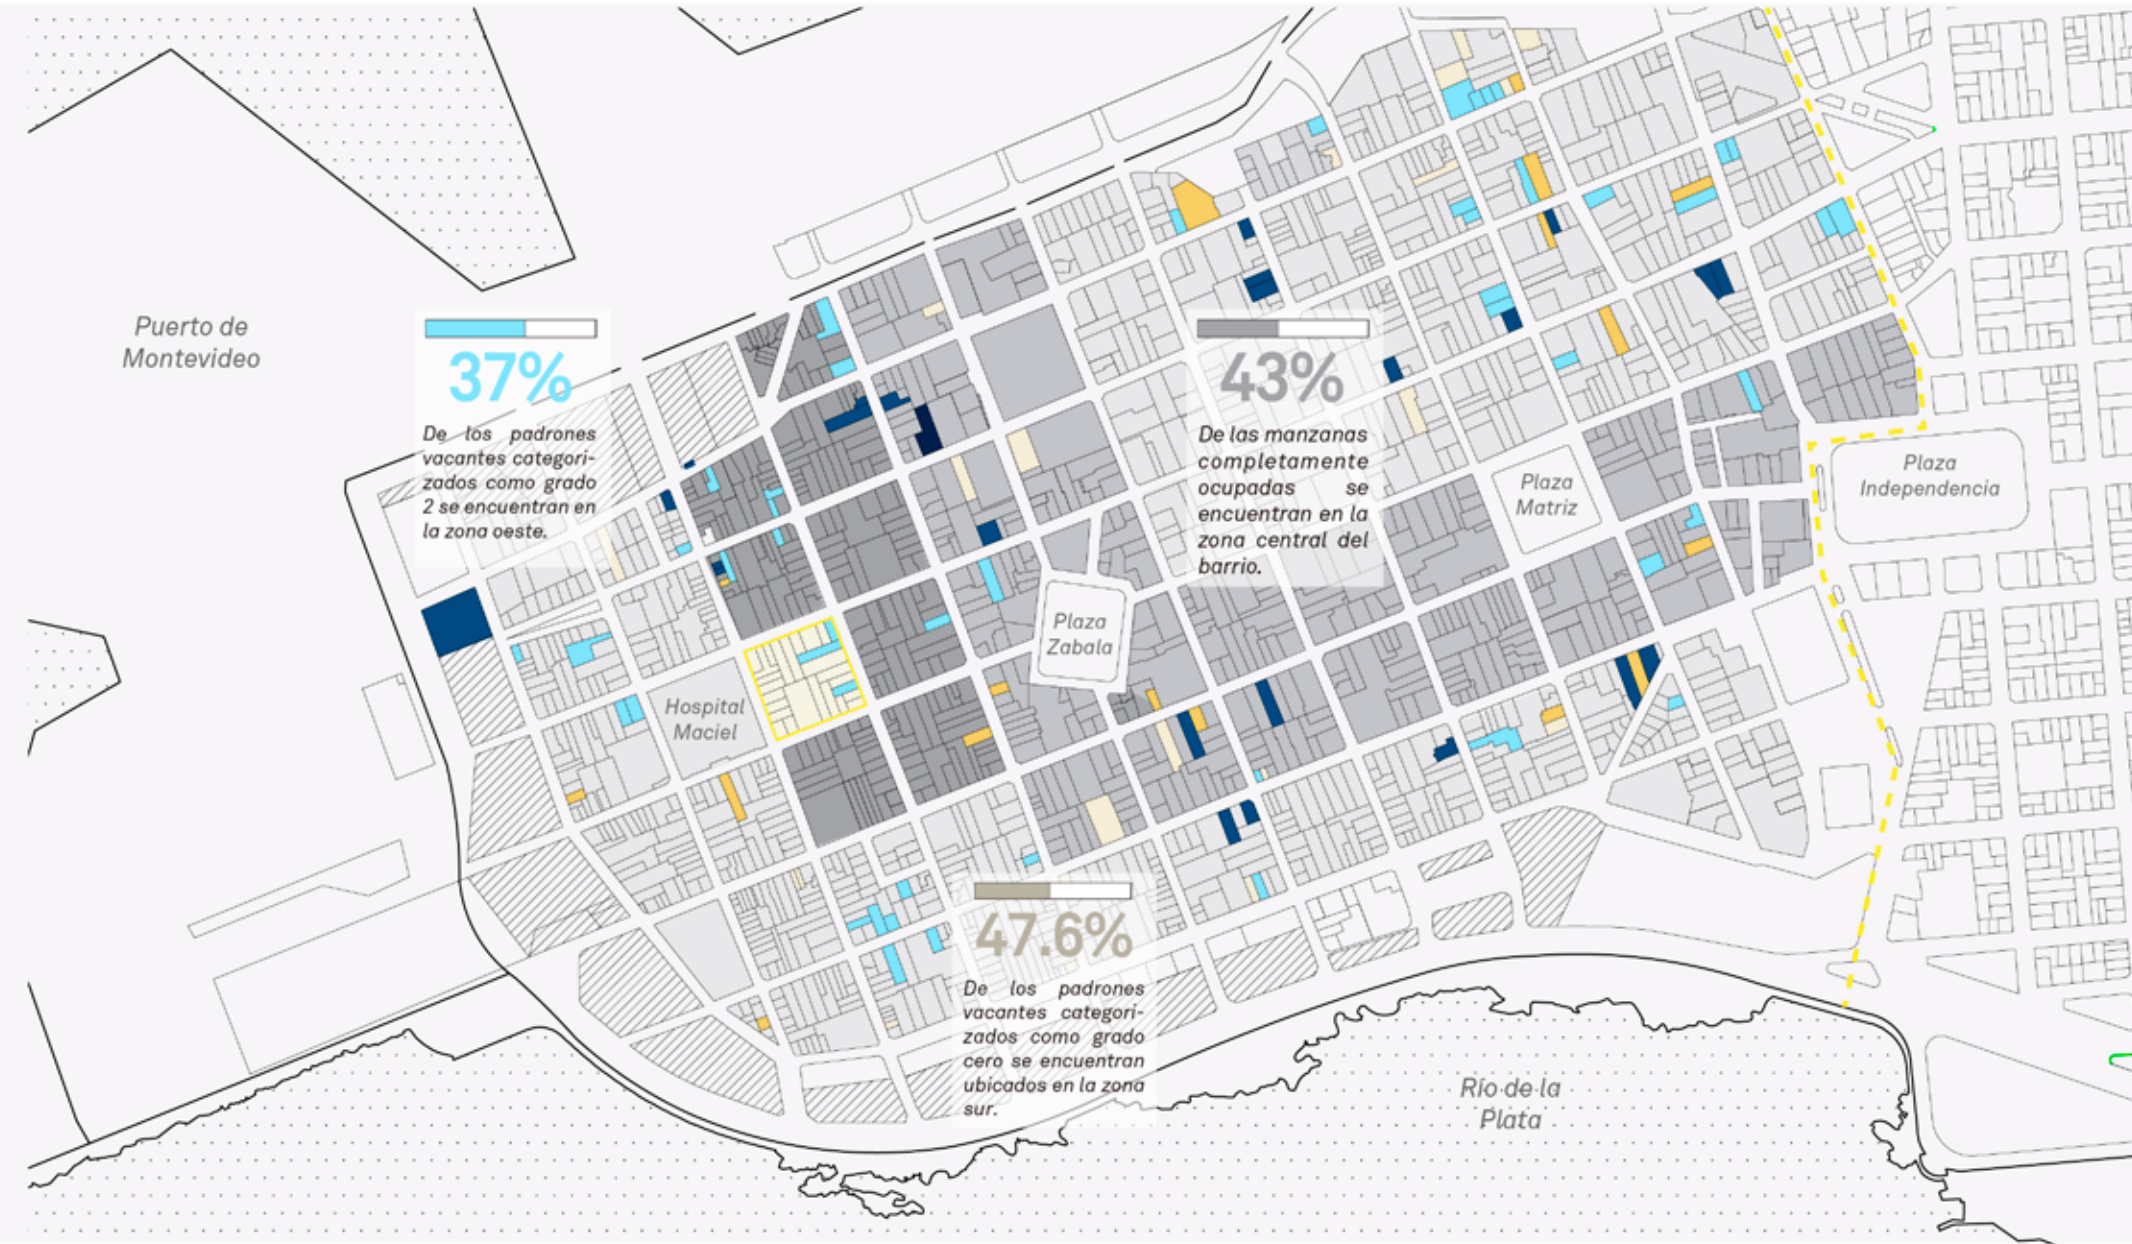 Puerto de
Montevideo
37%
De los padrones
vacantes categori-
zados como grado
2 se encuentran en
la zona oeste.
43%
De las manzanas
completamente
ocupadas se
encuentran en la
zona central del
barrio.
Plaza
Matriz
Plaza
Independencia
Plaza
Zabala
Hospital
Maciel
47.6%
De los padrones
vacantes categori-
zados como grado
cero se encuentran
ubicados en la zona
sur.
Río de la
Plata